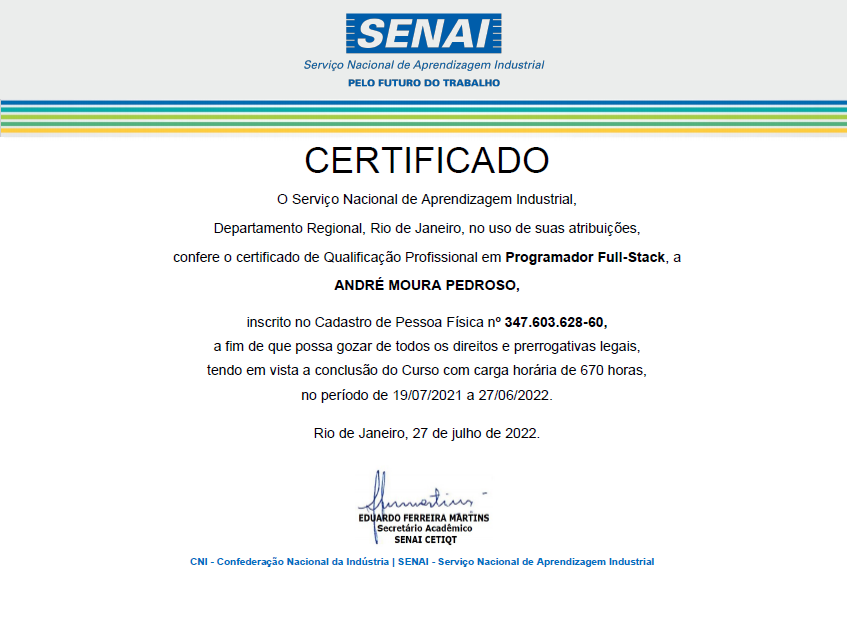 SENAI
Serviço Nacional de Aprendizagem Industrial
PELO FUTURO DO TRABALHO
CERTIFICADO
O Serviço Nacional de Aprendizagem Industrial,
Departamento Regional, Rio de Janeiro, no uso de suas atribuições,
confere o certificado de Qualificação Profissional em Programador Full-Stack, a
ANDRÉ MOURA PEDROSO,
inscrito no Cadastro de Pessoa Física nº 347.603.628-60,
a fim de que possa gozar de todos os direitos e prerrogativas legais,
tendo em vista a conclusão do Curso com carga horária de 670 horas,
no período de 19/07/2021 a 27/06/2022.
Rio de Janeiro, 27 de julho de 2022.
EDUARDO FERREIRA MARTINS
Secretário Acadêmico
SENAI CETIQT
CNI - Confederação Nacional da Indústria | SENAI - Serviço Nacional de Aprendizagem Industrial